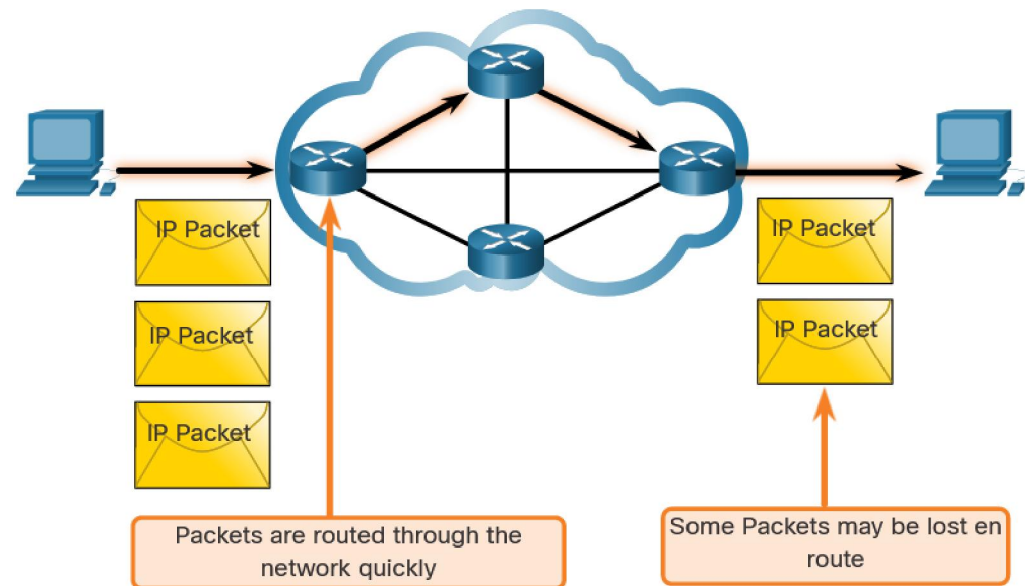 IP Packet
IP Packet
IP Packet
IP Packet
IP Packet
Packets are routed through the
network quickly
Some Packets may be lost en
route